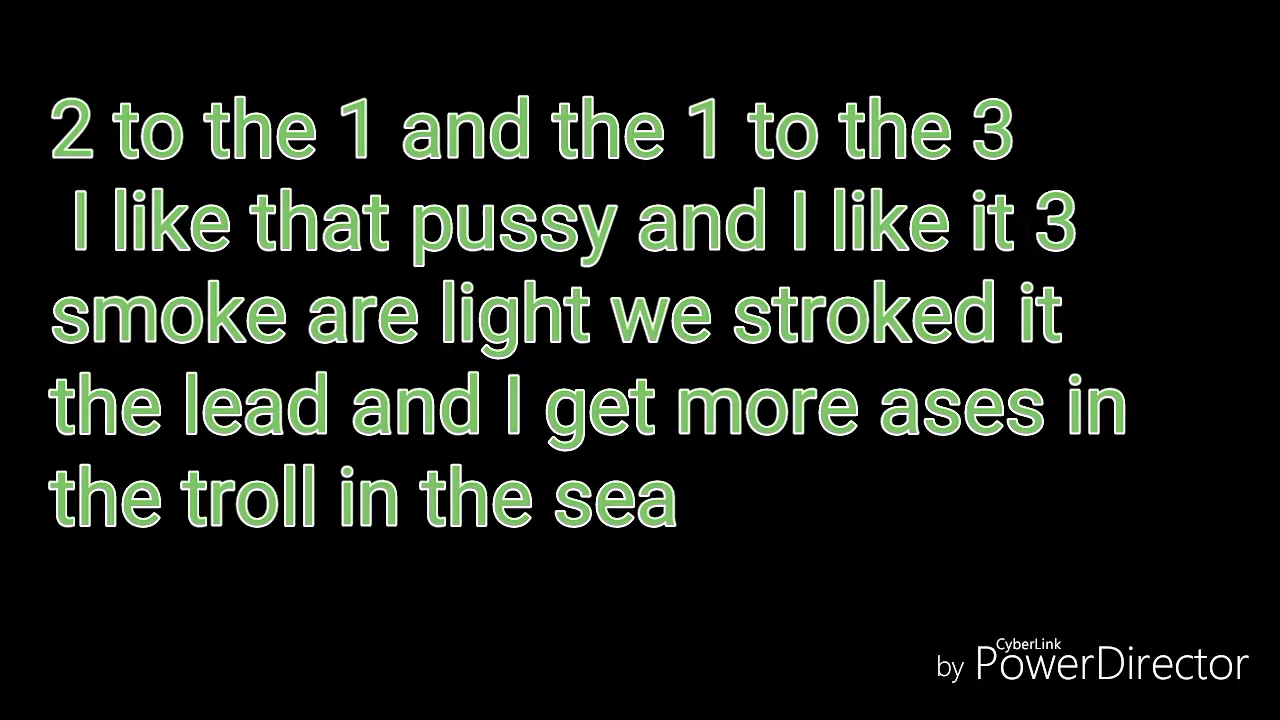 2 to the 1 and the 1 to the 3
I like that pussy and I like it 3
smoke are light we stroked it
the lead and I get more ases in
the troll in the sea
CyberLink
by PowerDirector